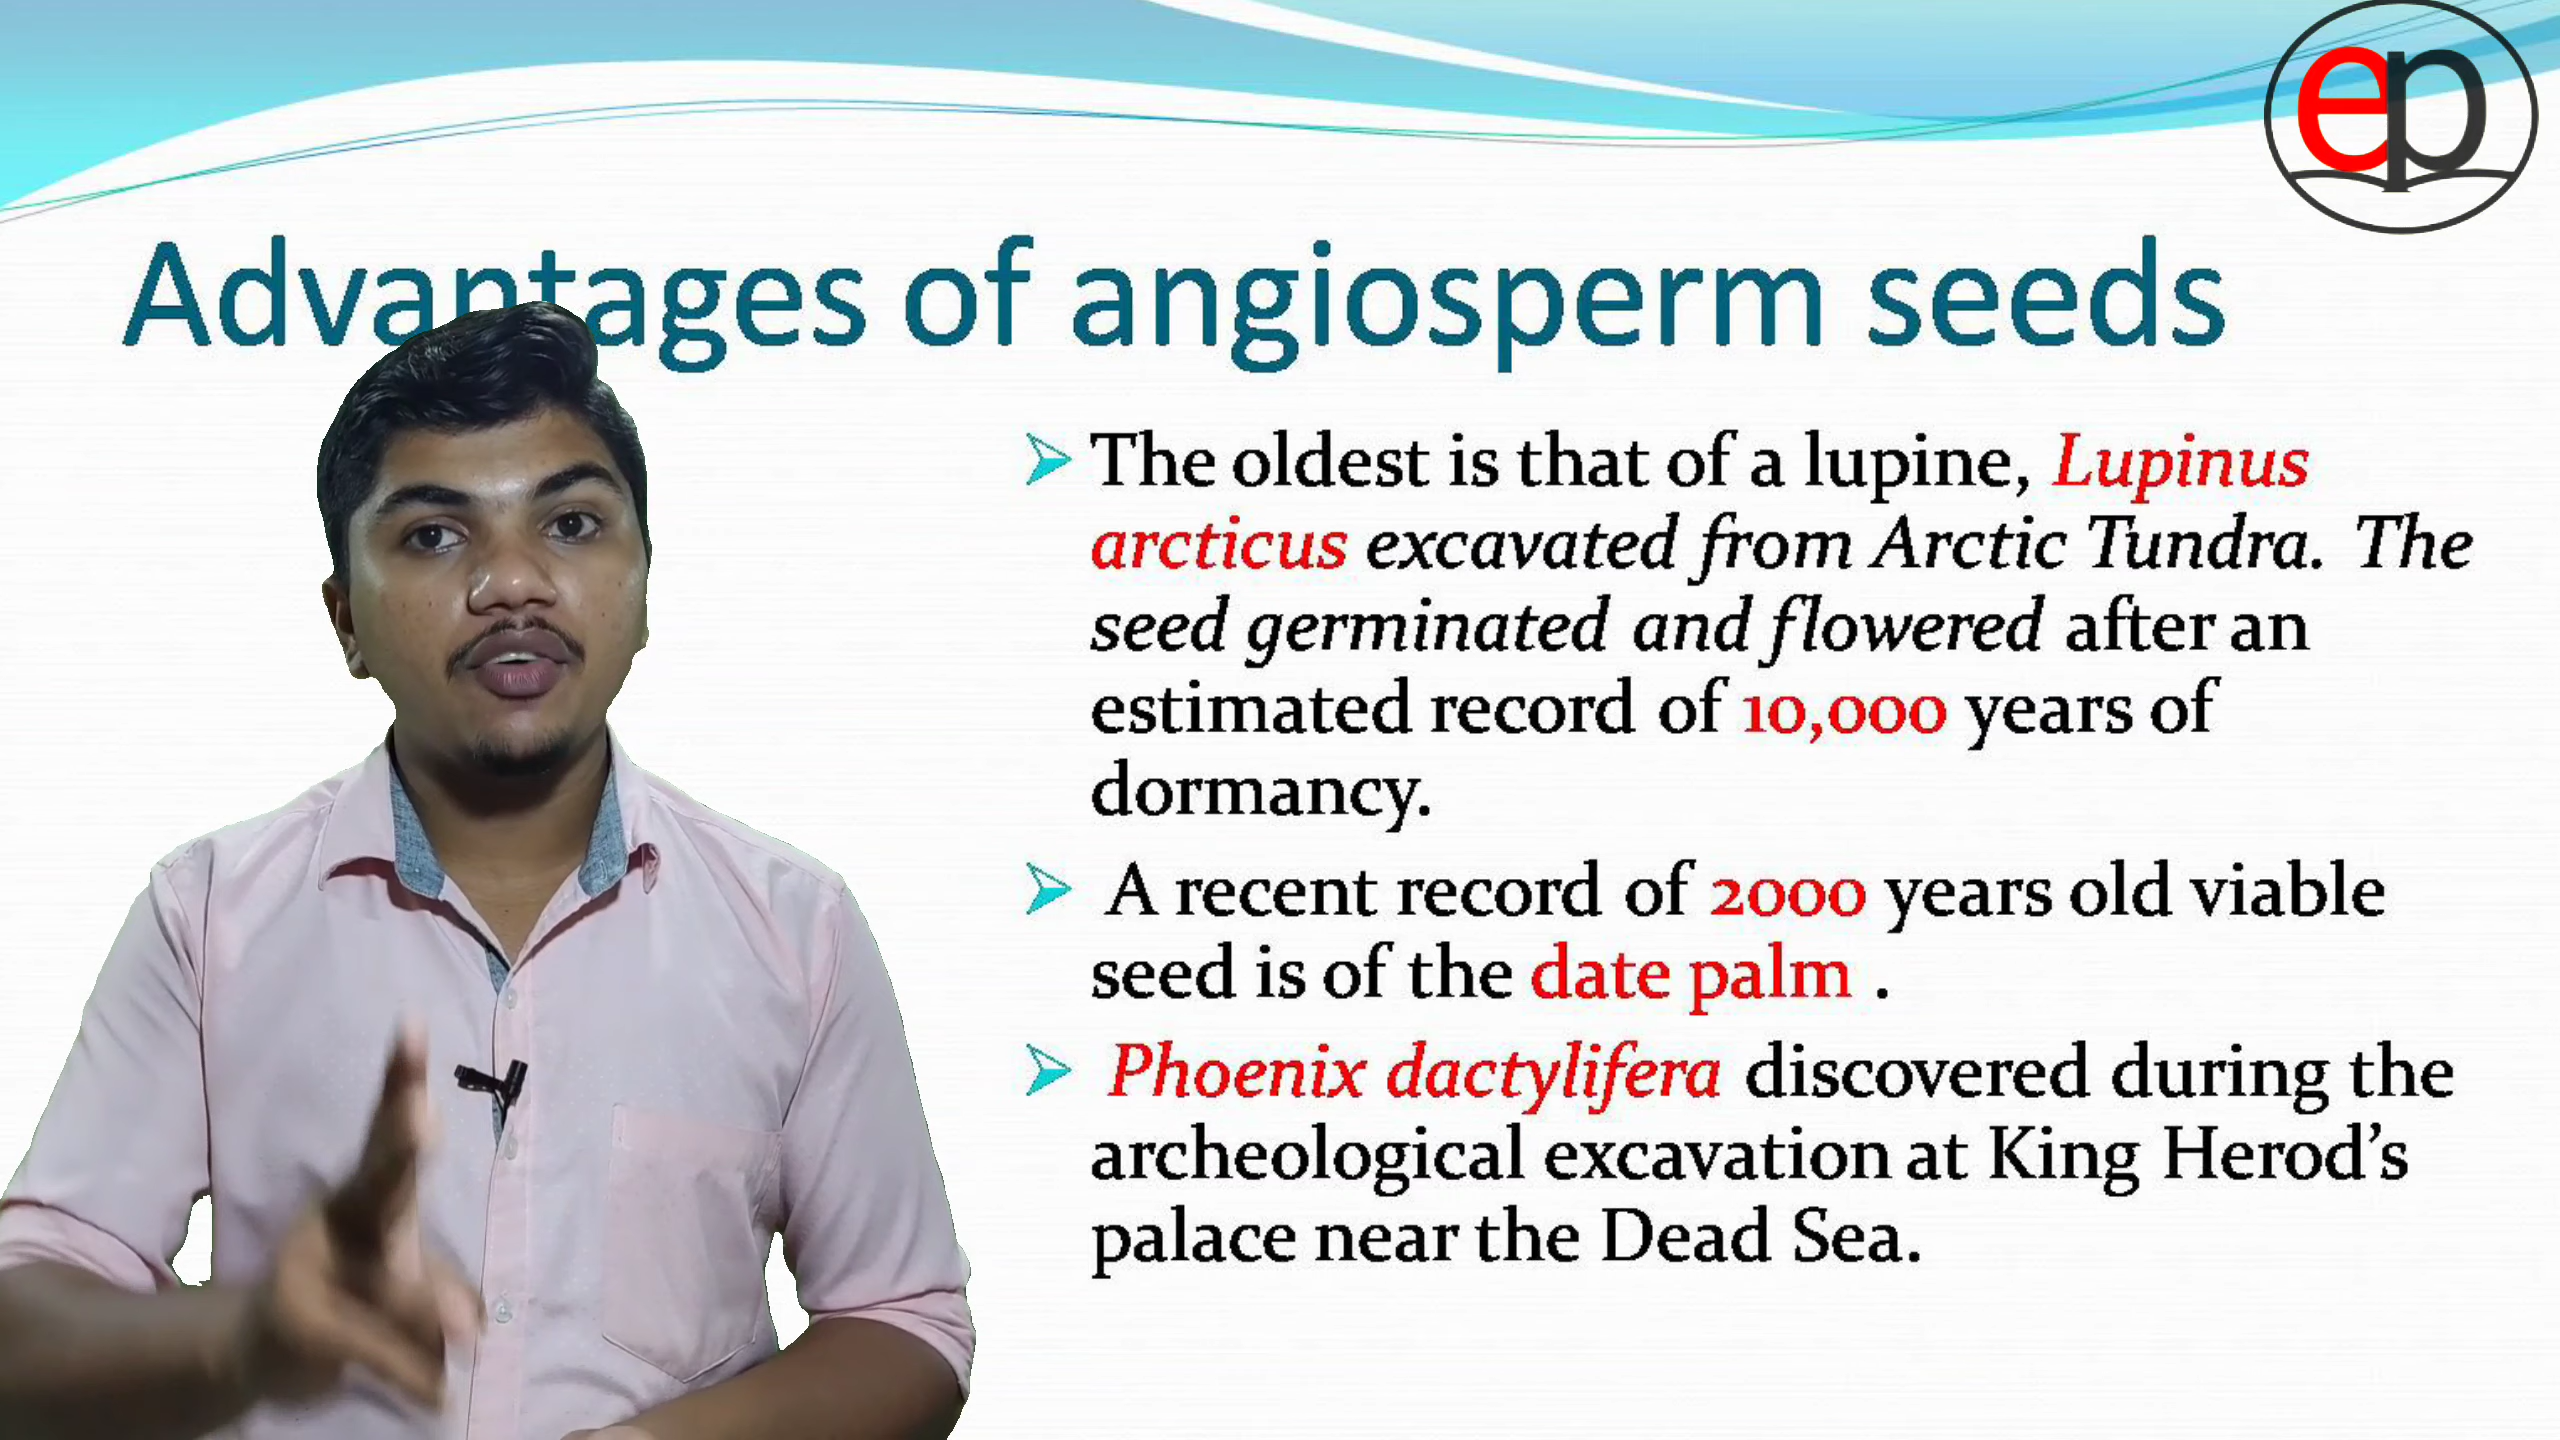 ep
Advantages of angiosperm seeds
The oldest is that of a lupine, Lupinus
arcticus excavated from Arctic Tundra. The
seed germinated and flowered after an
estimated record of 10,000 years of
dormancy.
A recent record of 2000 years old viable
seed is of the date palm .
Phoenix dactylifera discovered during the
archeological excavation at King Herod’s
palace near the Dead Sea.